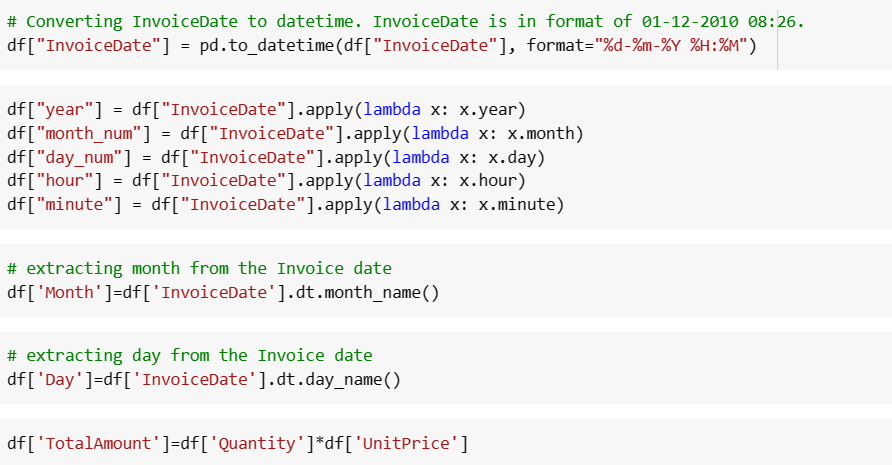 # Converting InvoiceDate to datetime. InvoiceDate is in format of 01-12-2010 08:26.
df["InvoiceDate"] = pd.to_datetime(df["InvoiceDate"], format="%d-%m-%Y %H:%M")
df["year"] = df["InvoiceDate"].apply(lambda x: x.year)
df["month_num"] = df["InvoiceDate"].apply(lambda x: x.month)
df["day_num"] = df["InvoiceDate"].apply(lambda x: x.day)
df["hour"] = df["InvoiceDate"].apply(lambda x: x.hour)
df["minute"] = df["InvoiceDate"].apply(lambda x: x.minute)
# extracting month from the Invoice date
df['Month']=df['InvoiceDate'].dt.month_name()
# extracting day from the Invoice date
df['Day']=df['InvoiceDate'].dt.day_name()
df['TotalAmount']=df['Quantity']*df['UnitPrice']